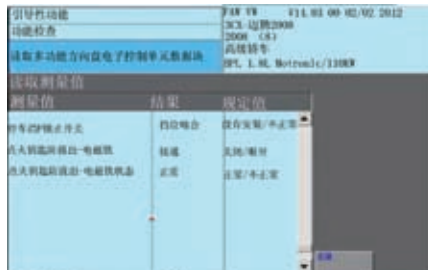 引导性功能
功能检查
读取多功能方向盘电子控制单元数据块
FAW VW V14.03.00 02/02 2012
NCX-迈腾2008
2008 (8)
高级轿车
BPL 1.8L Motronic/118kW
读取测量值
测量值 结果 规定值
停车挡P锁止开关 挡位啮合 没有安装/不正常
点火钥匙防拔出-电磁铁 接通 关闭/断开
点火钥匙防拔出-电磁铁状态 正常 正常/不正常